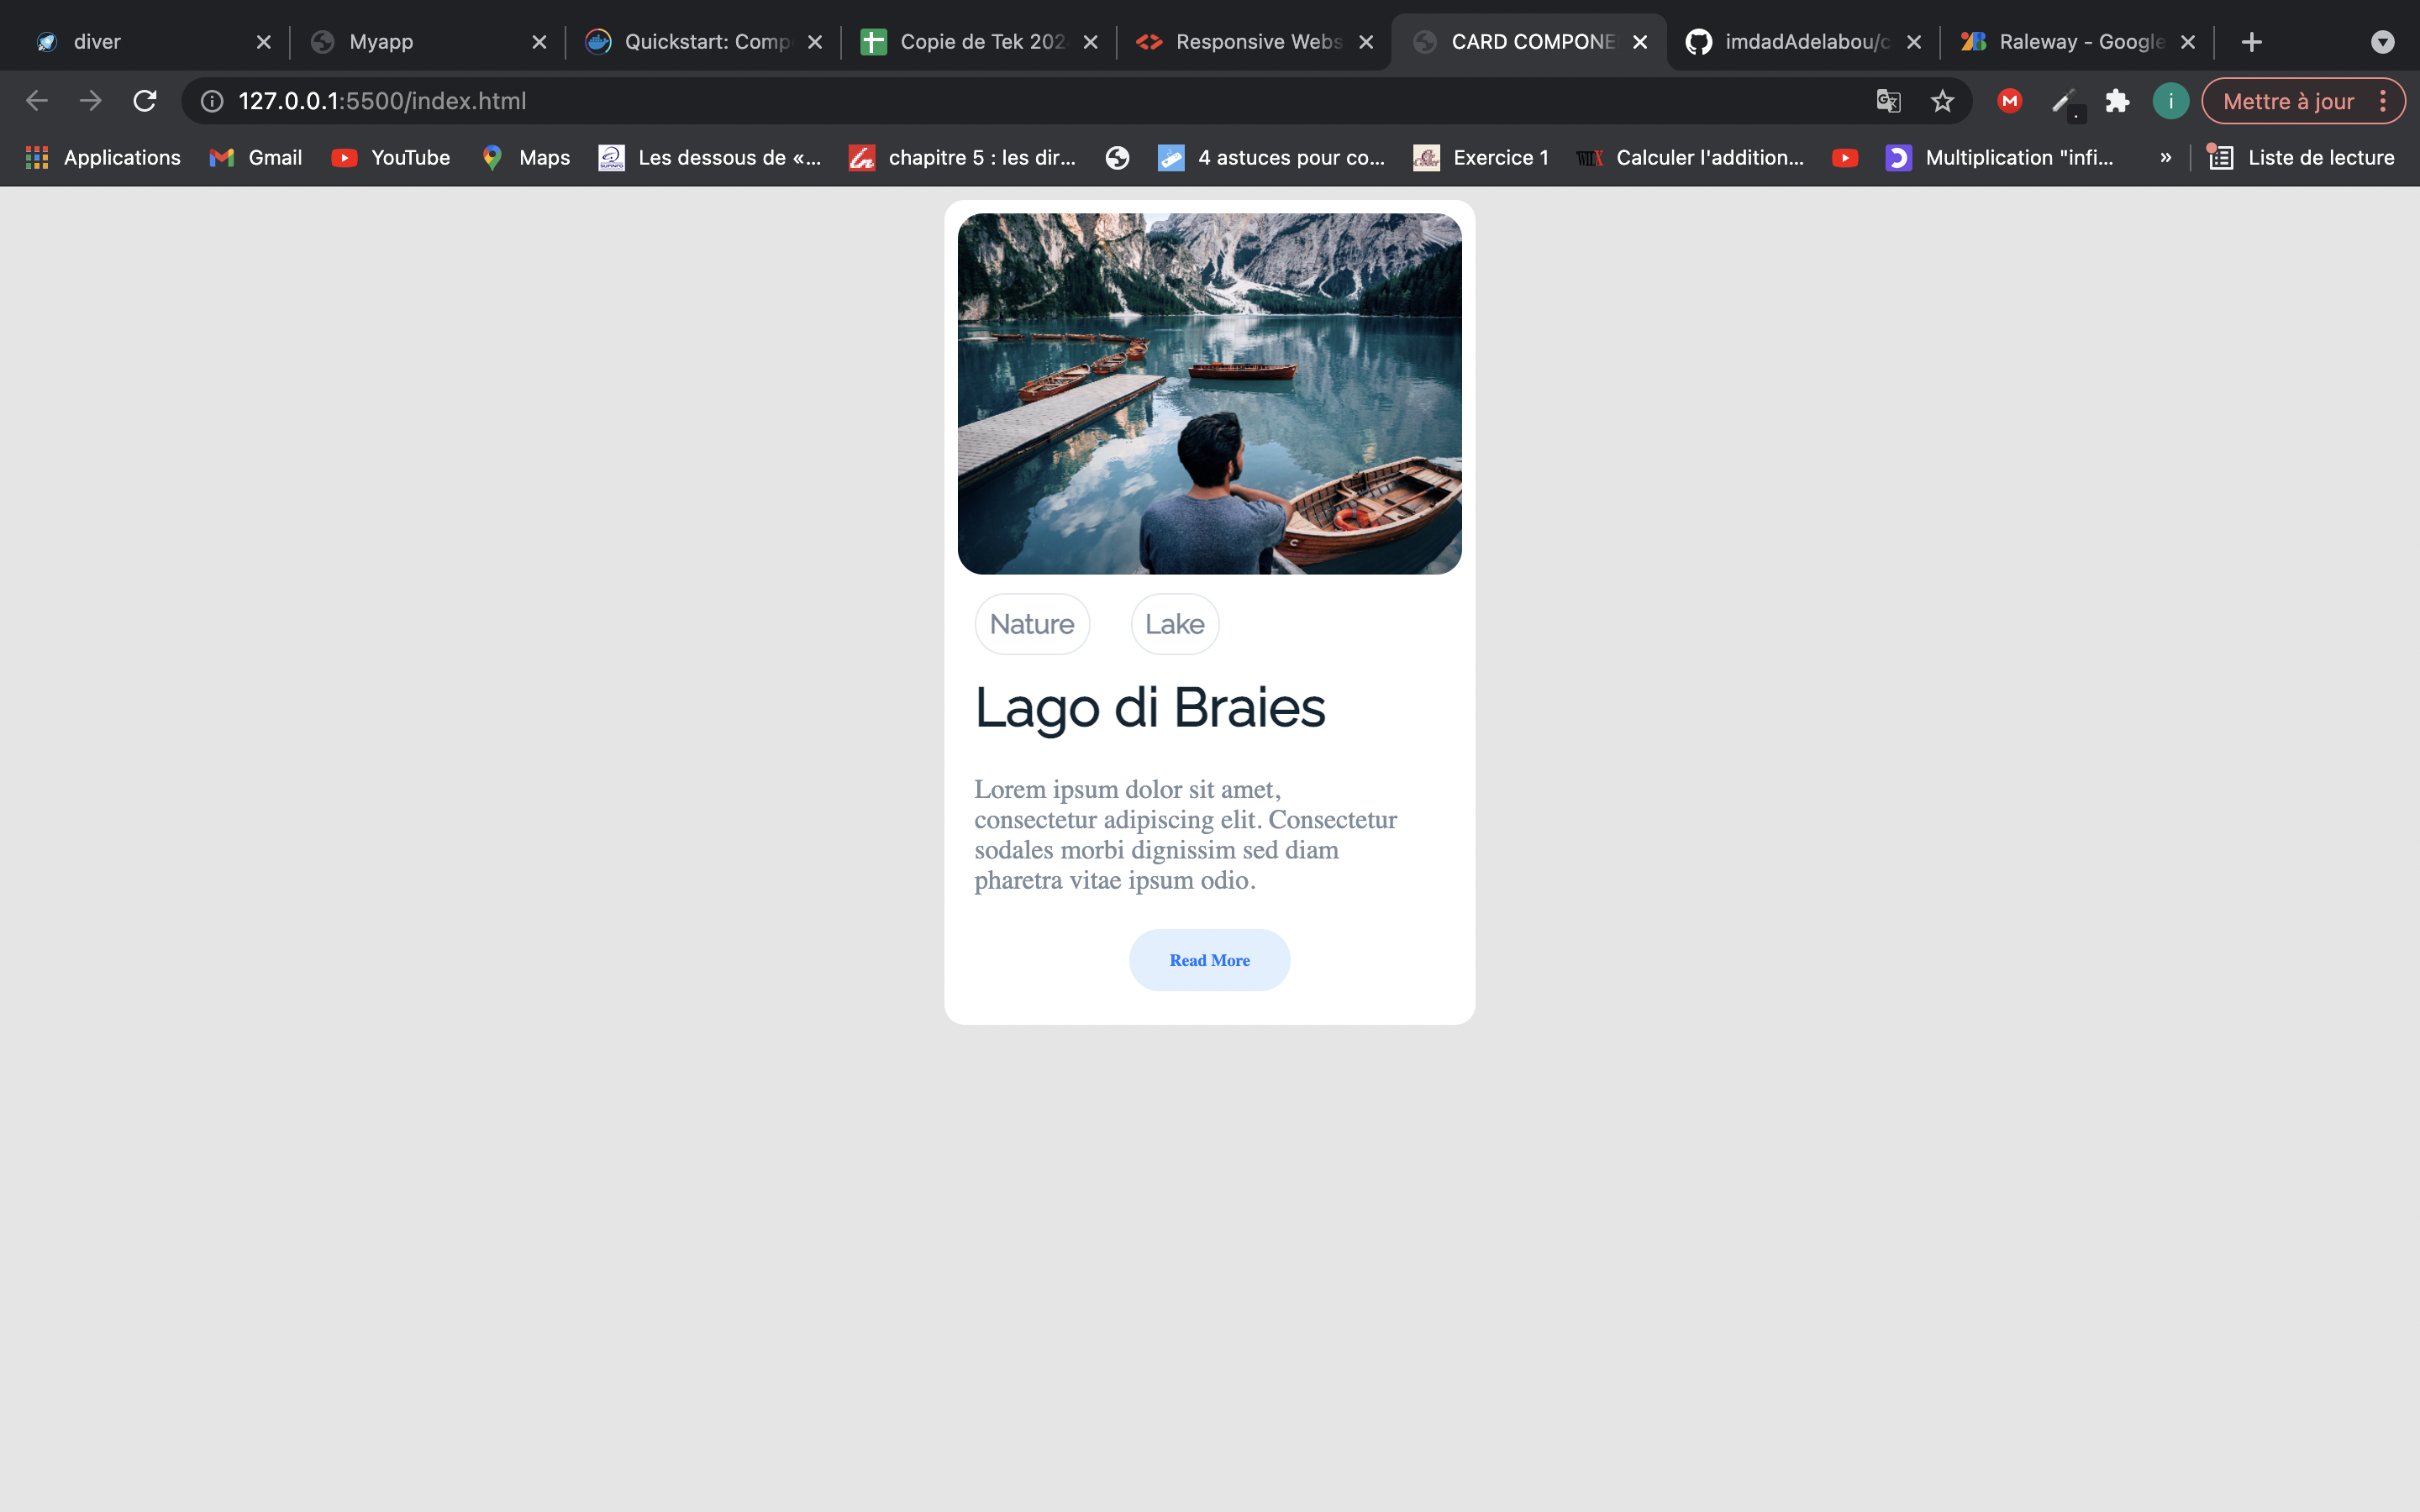 diver
Myapp
Quickstart: Comp
Copie de Tek 202
Responsive Webs
CARD COMPONE
imdadAdelabou/c
Raleway - Google
127.0.0.1:5500/index.html
i
Mettre à jour
Applications
Gmail
YouTube
Maps
Les dessous de «...
chapitre 5 : les dir...
4 astuces pour co...
Exercice 1
Calculer l'addition...
Multiplication "infi...
»
Liste de lecture
Nature
Lake
Lago di Braies
Lorem ipsum dolor sit amet,
consectetur adipiscing elit. Consectetur
sodales morbi dignissim sed diam
pharetra vitae ipsum odio.
Read More